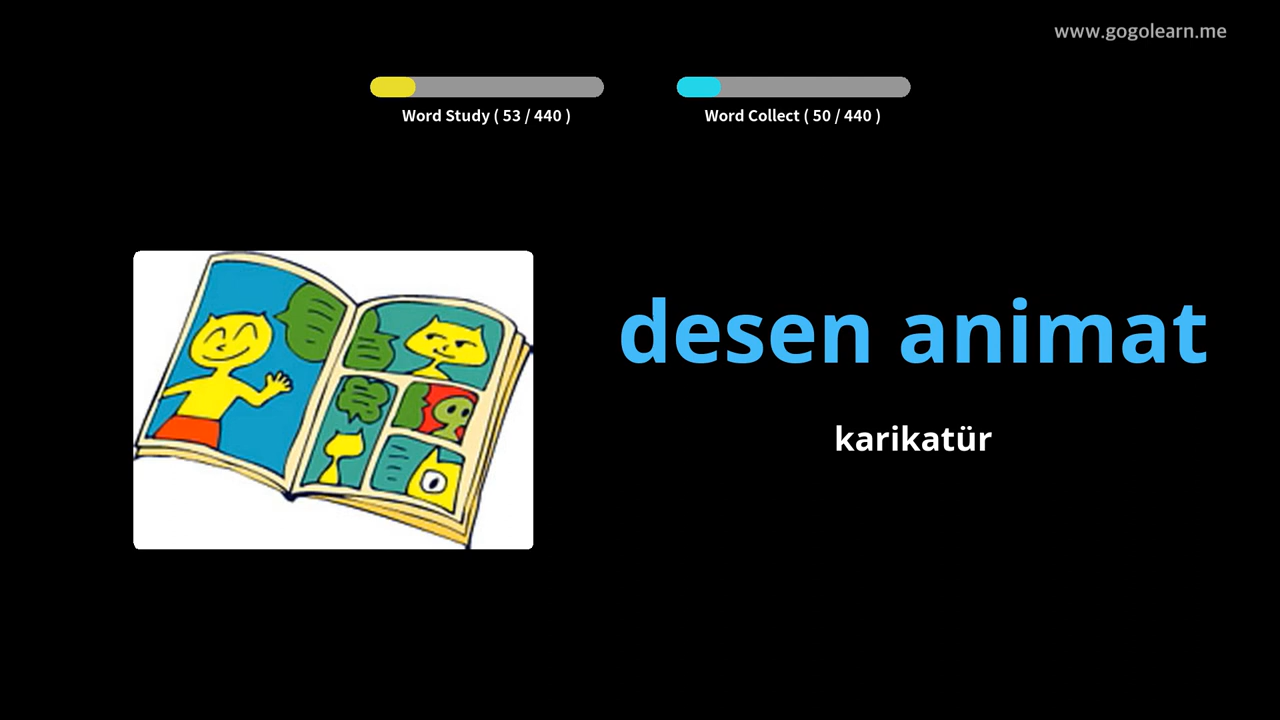 www.gogolearn.me
Word Study ( 53 / 440 )
Word Collect ( 50 / 440 )
desen animat
karikatür